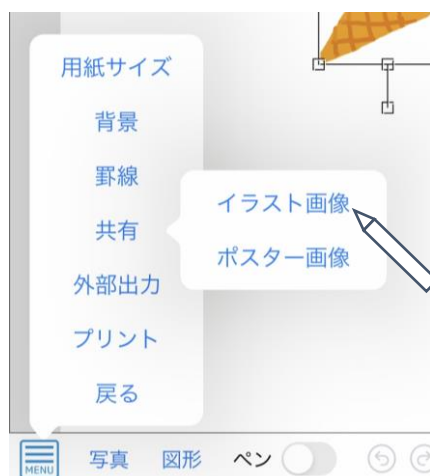 用紙サイズ
背景
罫線
共有
外部出力
プリント
戻る
イラスト画像
ポスター画像
MENU
写真
図形
ペン